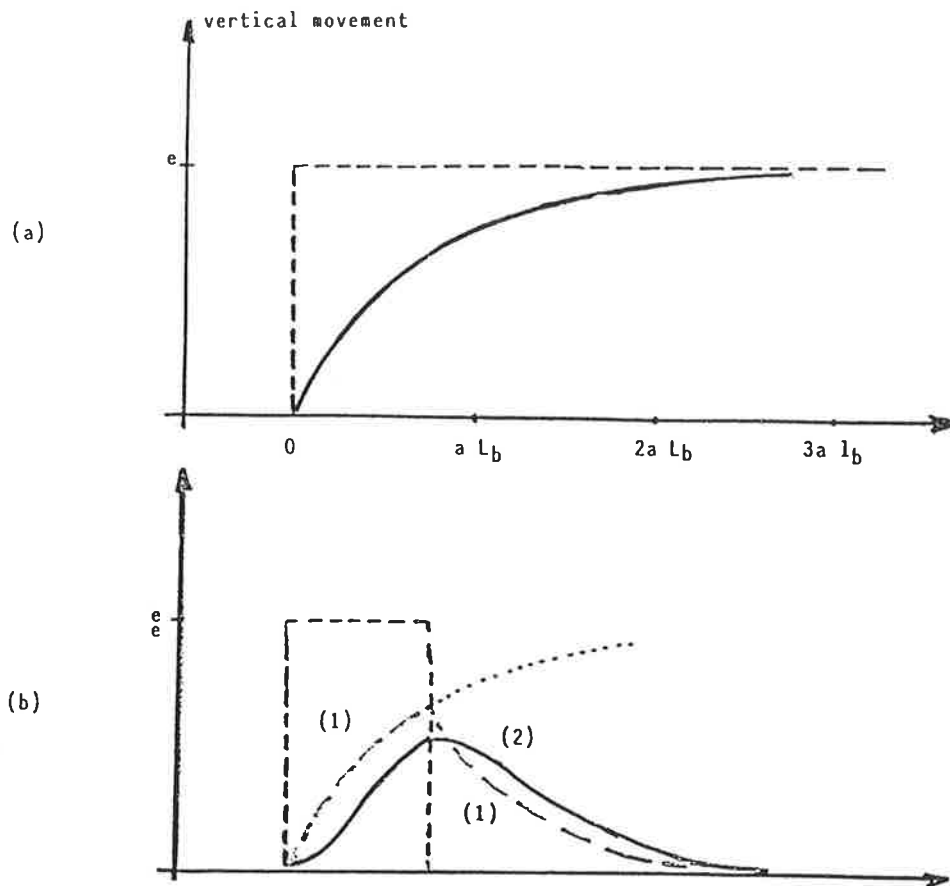 vertical movement
e
(a)
0 a L_b 2a L_b 3a l_b
e
e
(b)
(1)
(2)
(1)